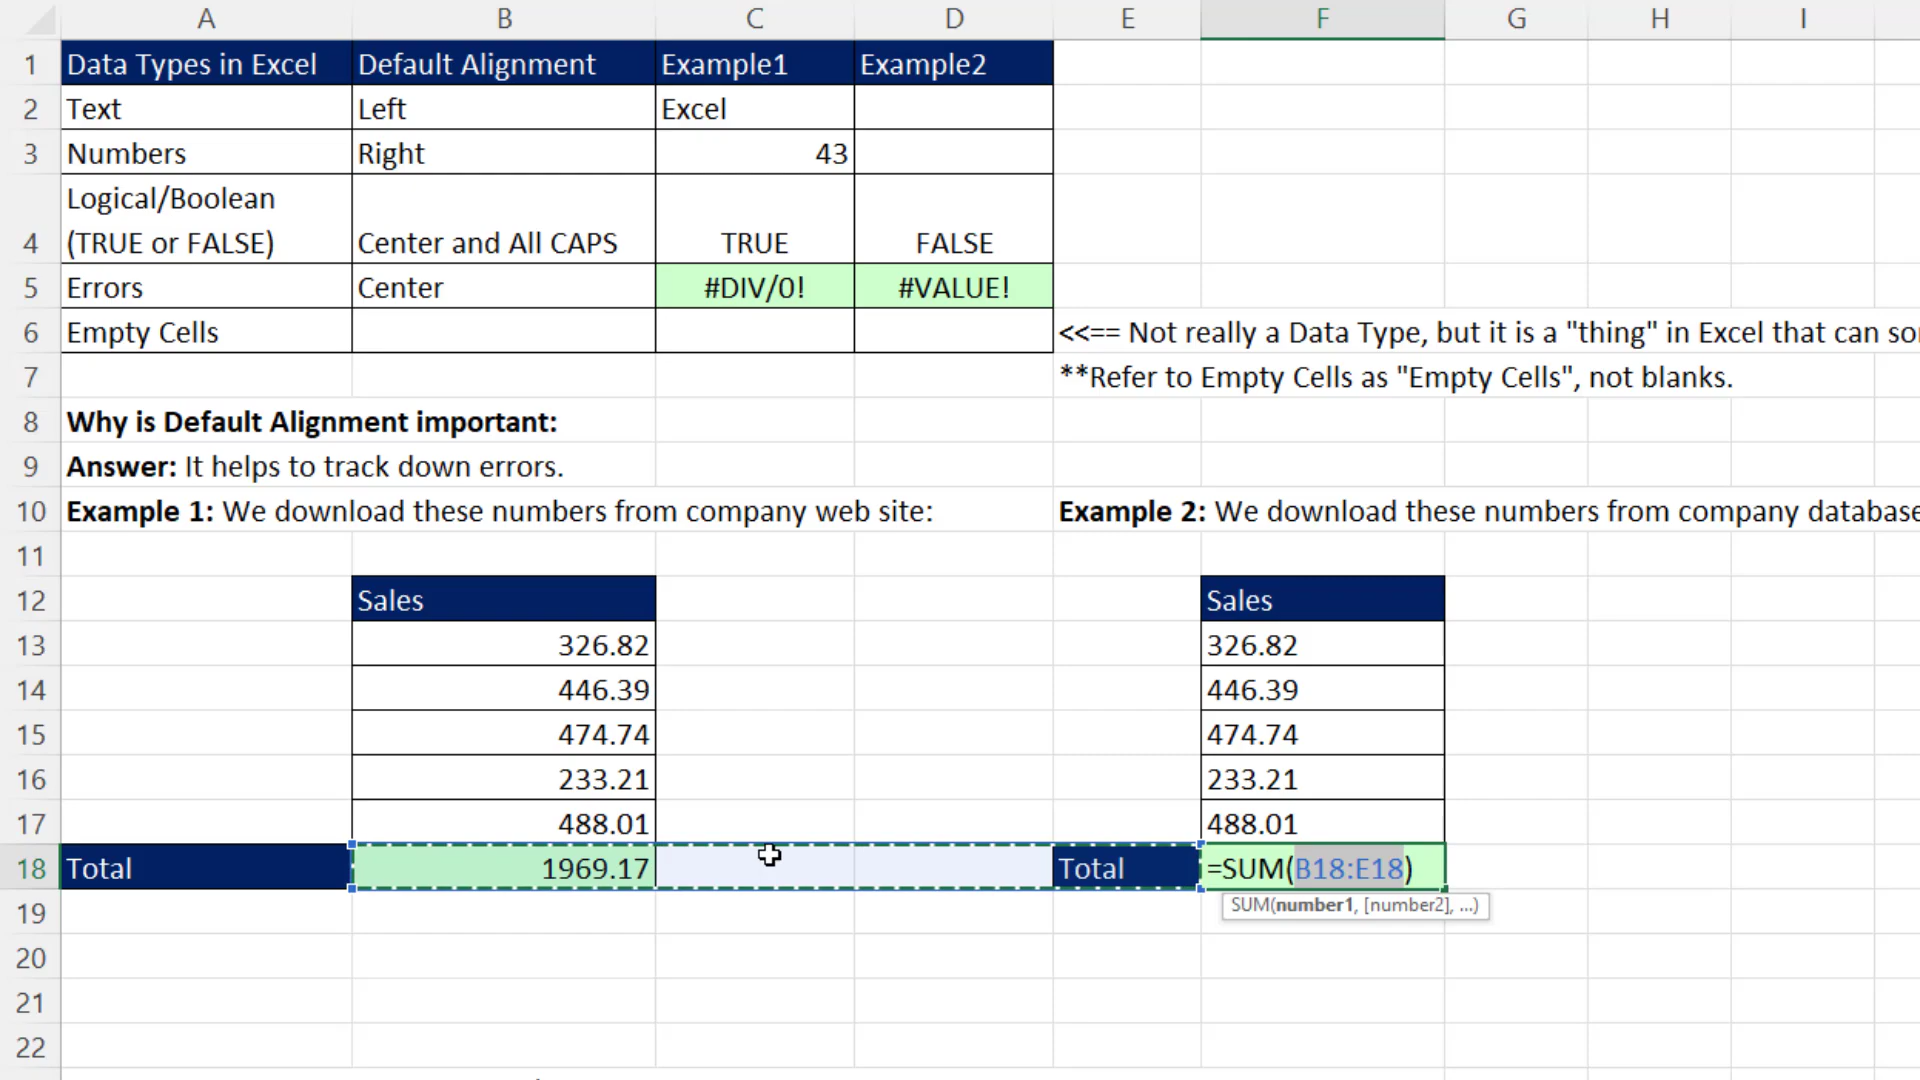 A B C D E F G H I
1 Data Types in Excel Default Alignment Example1 Example2
2 Text Left Excel
3 Numbers Right 43
Logical/Boolean
4 (TRUE or FALSE) Center and All CAPS TRUE FALSE
5 Errors Center #DIV/0! #VALUE!
6 Empty Cells <<== Not really a Data Type, but it is a "thing" in Excel that can
7 **Refer to Empty Cells as "Empty Cells", not blanks.
8 Why is Default Alignment important:
9 Answer: It helps to track down errors.
10 Example 1: We download these numbers from company web site: Example 2: We download these numbers from company database
11
12 Sales Sales
13 326.82 326.82
14 446.39 446.39
15 474.74 474.74
16 233.21 233.21
17 488.01 488.01
18 Total 1969.17 Total =SUM(B18:E18)
19 SUM(number1, [number2], ...)
20
21
22